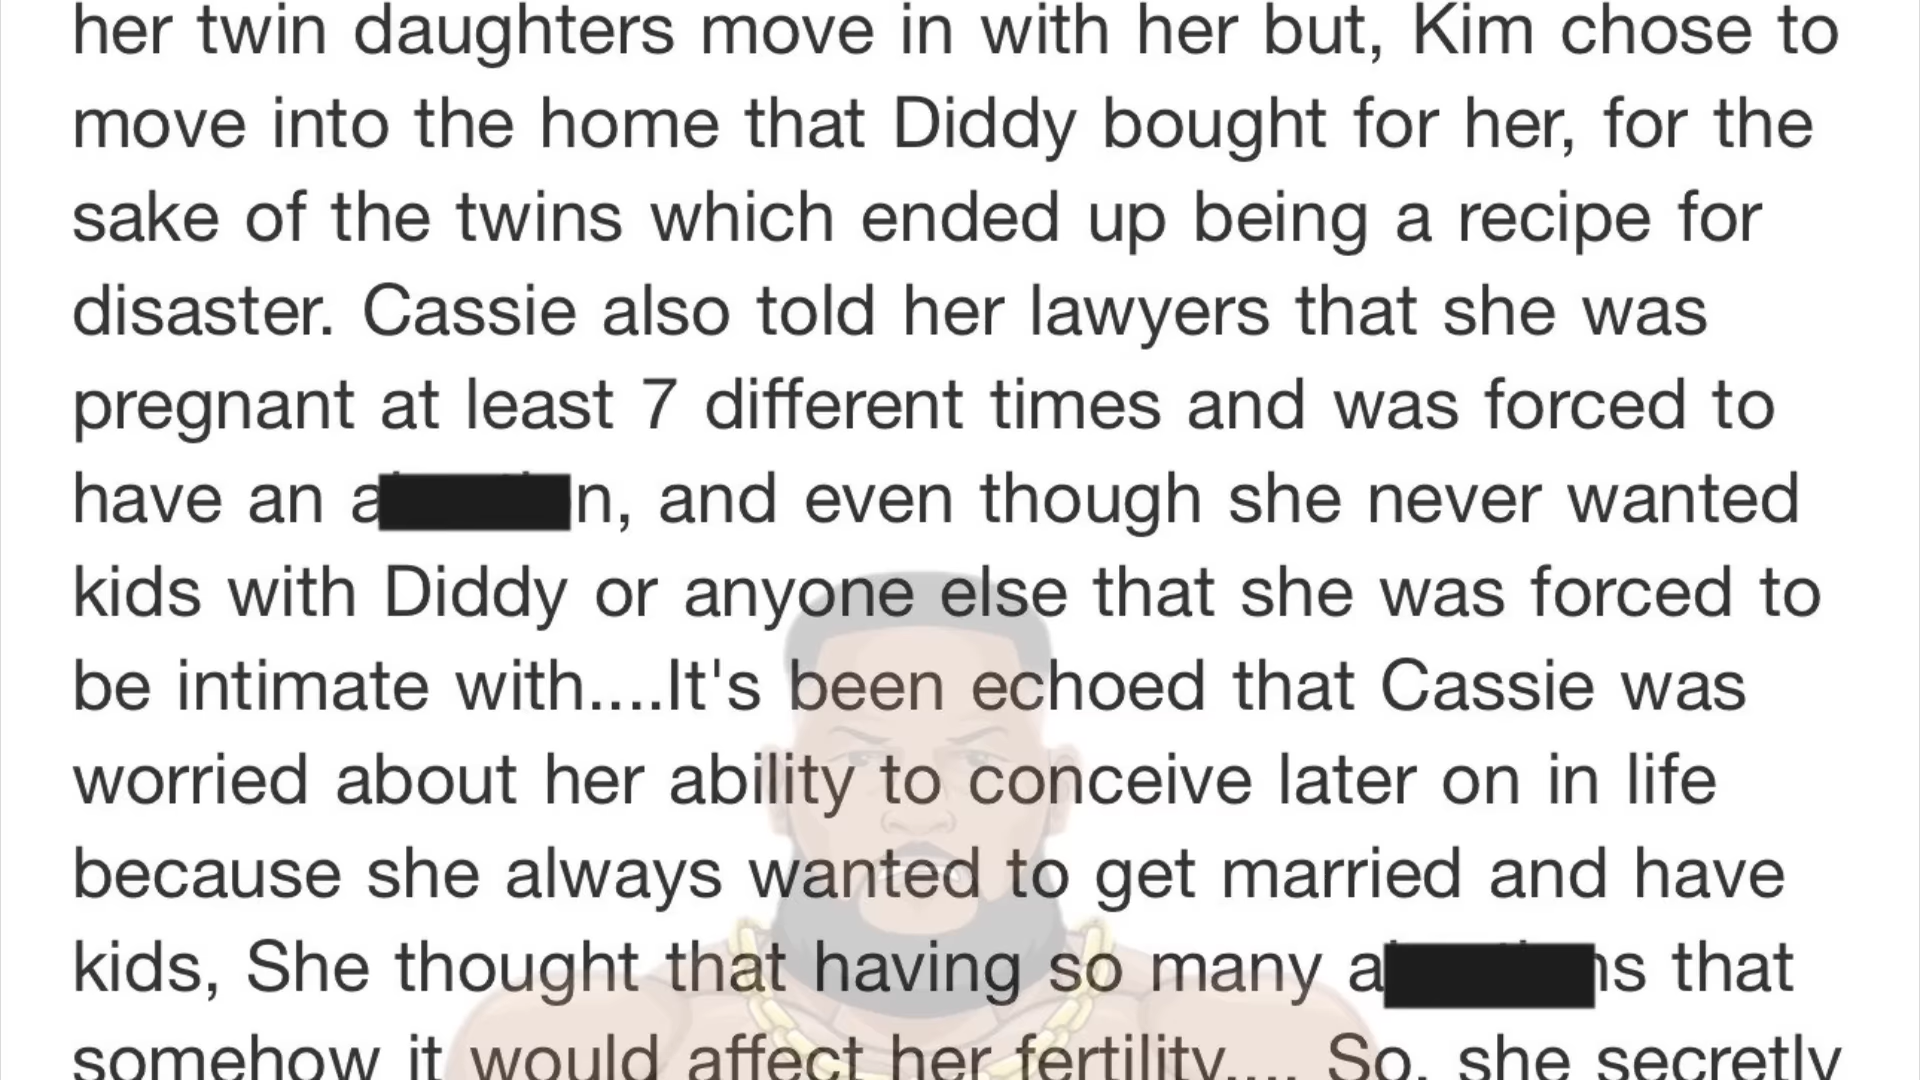 her twin daughters move in with her but, Kim chose to
move into the home that Diddy bought for her, for the
sake of the twins which ended up being a recipe for
disaster. Cassie also told her lawyers that she was
pregnant at least 7 different times and was forced to
have an a n, and even though she never wanted
kids with Diddy or anyone else that she was forced to
be intimate with....It's been echoed that Cassie was
worried about her ability to conceive later on in life
because she always wanted to get married and have
kids, She thought that having so many a ns that
somehow it would affect her fertility.... So, she secretly